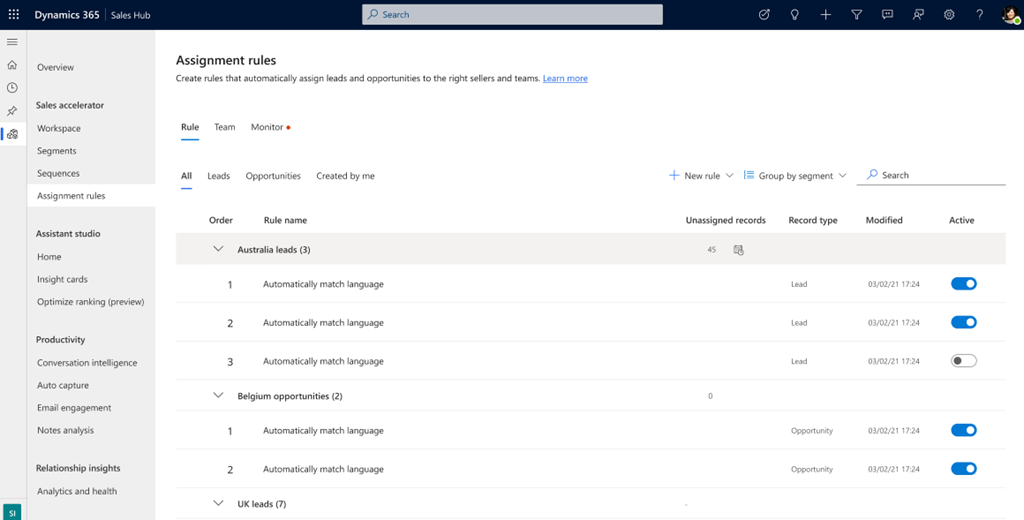 Dynamics 365 Sales Hub Search
Overview
Sales accelerator
Workspace
Segments
Sequences
Assignment rules
Assistant studio
Home
Insight cards
Optimize ranking (preview)
Productivity
Conversation intelligence
Auto capture
Email engagement
Notes analysis
Relationship insights
Analytics and health
SI
Assignment rules
Create rules that automatically assign leads and opportunities to the right sellers and teams. Learn more
Rule Team Monitor
All Leads Opportunities Created by me New rule Group by segment Search
Order Rule name Unassigned records Record type Modified Active
Australia leads (3) 45
1 Automatically match language Lead 03/02/21 17:24
2 Automatically match language Lead 03/02/21 17:24
3 Automatically match language Lead 03/02/21 17:24
Belgium opportunities (2) 0
1 Automatically match language Opportunity 03/02/21 17:24
2 Automatically match language Opportunity 03/02/21 17:24
UK leads (7) -